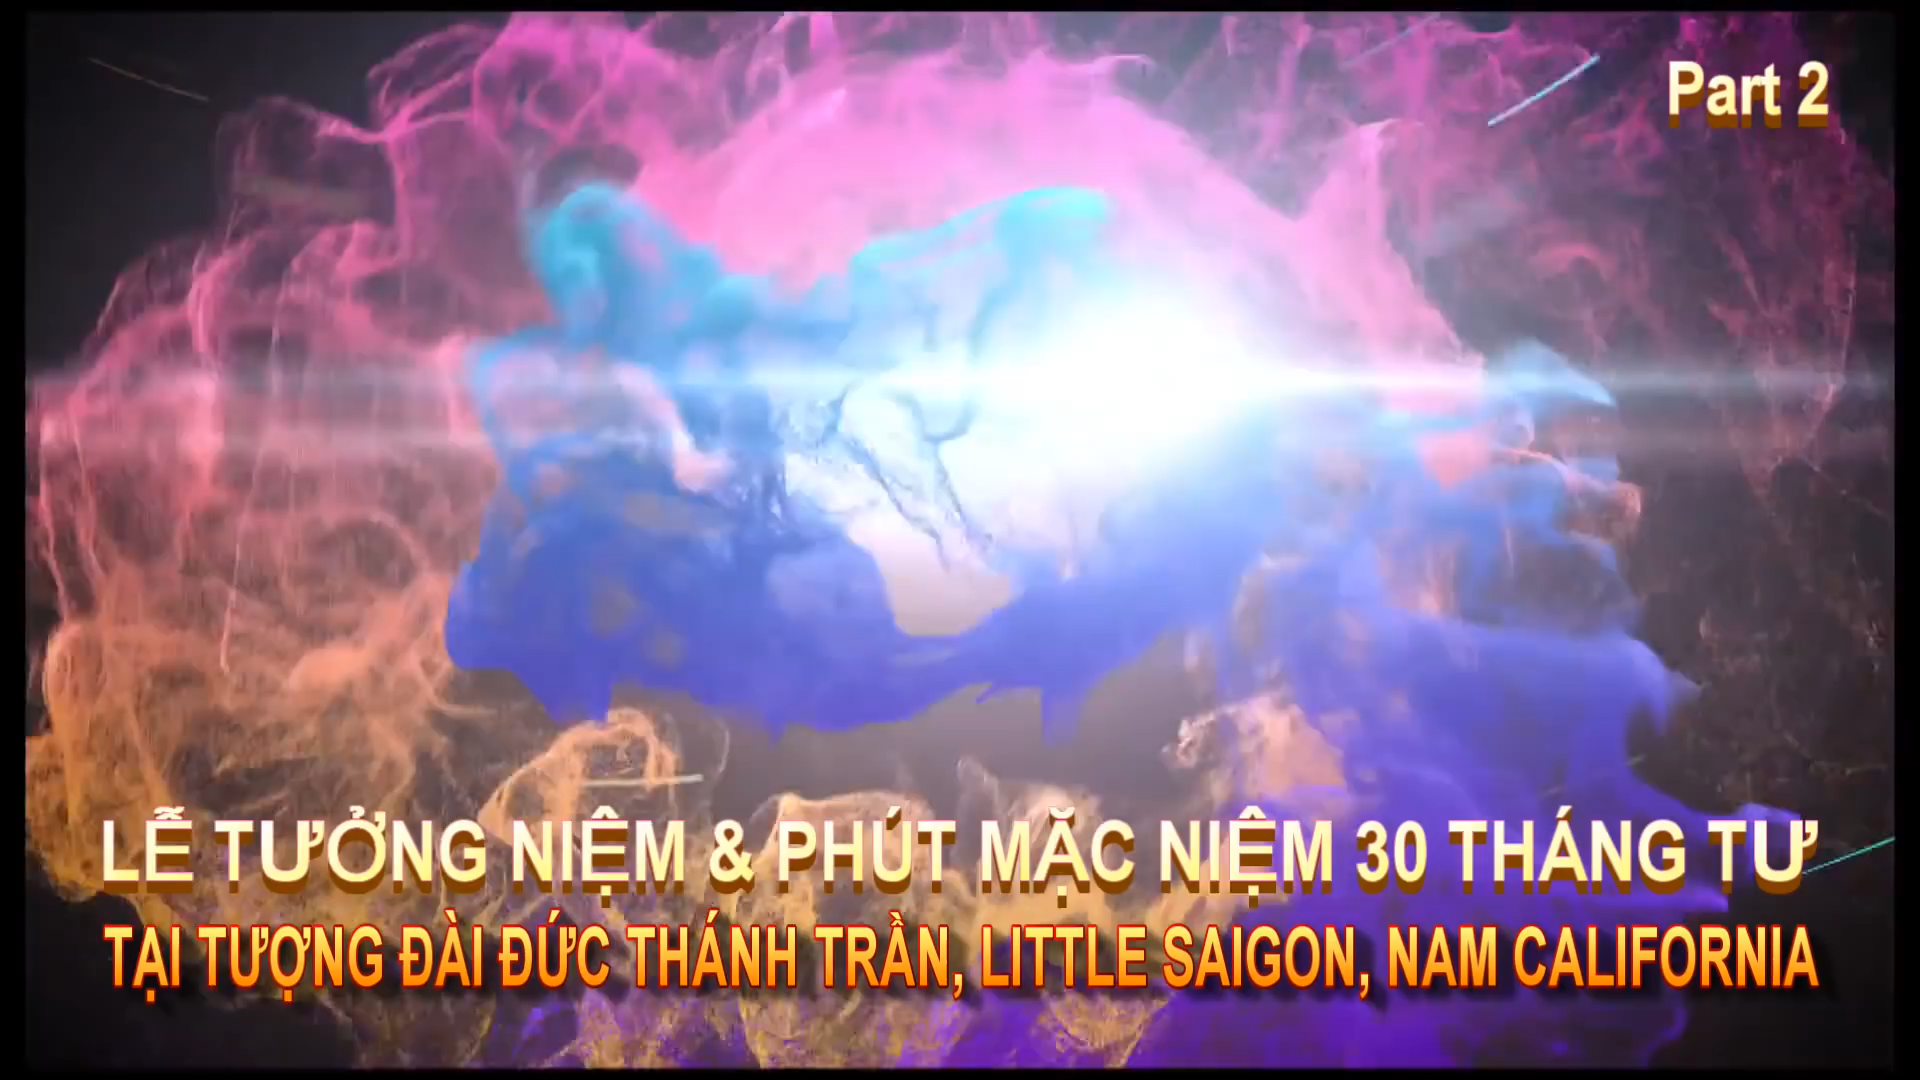 Part 2
LỄ TƯỞNG NIỆM & PHÚT MẶC NIỆM 30 THÁNG TƯ
TẠI TƯỢNG ĐÀI ĐỨC THÁNH TRẦN, LITTLE SAIGON, NAM CALIFORNIA